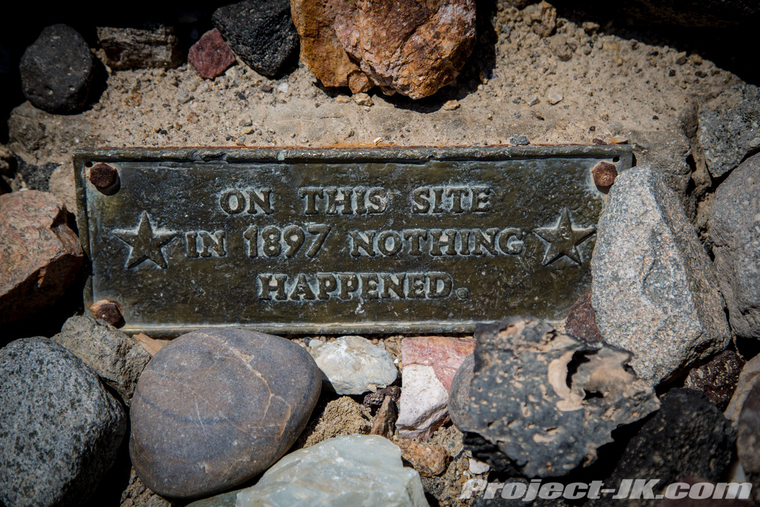 ON THIS SITE
IN 1897 NOTHING
HAPPENED.
Project-JK.com